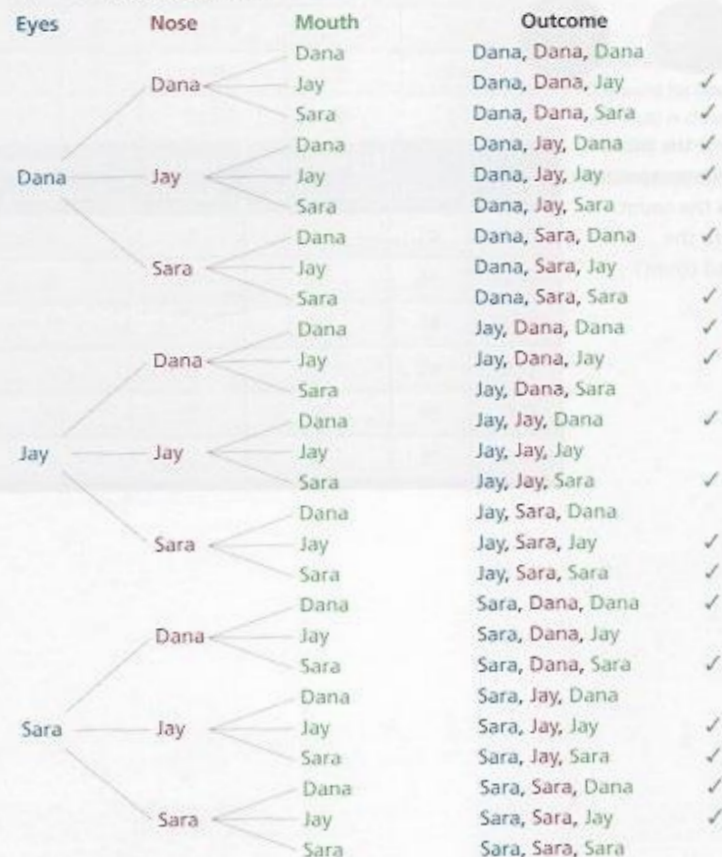 Eyes Nose Mouth Outcome
Dana Dana, Dana, Dana
Dana Jay Dana, Dana, Jay ✓
Sara Dana, Dana, Sara ✓
Dana Dana, Jay, Dana ✓
Dana Jay Jay Dana, Jay, Jay ✓
Sara Dana, Jay, Sara
Dana Dana, Sara, Dana ✓
Sara Jay Dana, Sara, Jay
Sara Dana, Sara, Sara ✓
Dana Jay, Dana, Dana ✓
Dana Jay Jay, Dana, Jay ✓
Sara Jay, Dana, Sara
Dana Jay, Jay, Dana ✓
Jay Jay Jay Jay, Jay, Jay
Sara Jay, Jay, Sara ✓
Dana Jay, Sara, Dana
Sara Jay Jay, Sara, Jay ✓
Sara Jay, Sara, Sara ✓
Dana Sara, Dana, Dana ✓
Dana Jay Sara, Dana, Jay
Sara Sara, Dana, Sara ✓
Dana Sara, Jay, Dana
Sara Jay Jay Sara, Jay, Jay ✓
Sara Sara, Jay, Sara ✓
Dana Sara, Sara, Dana ✓
Sara Jay Sara, Sara, Jay ✓
Sara Sara, Sara, Sara